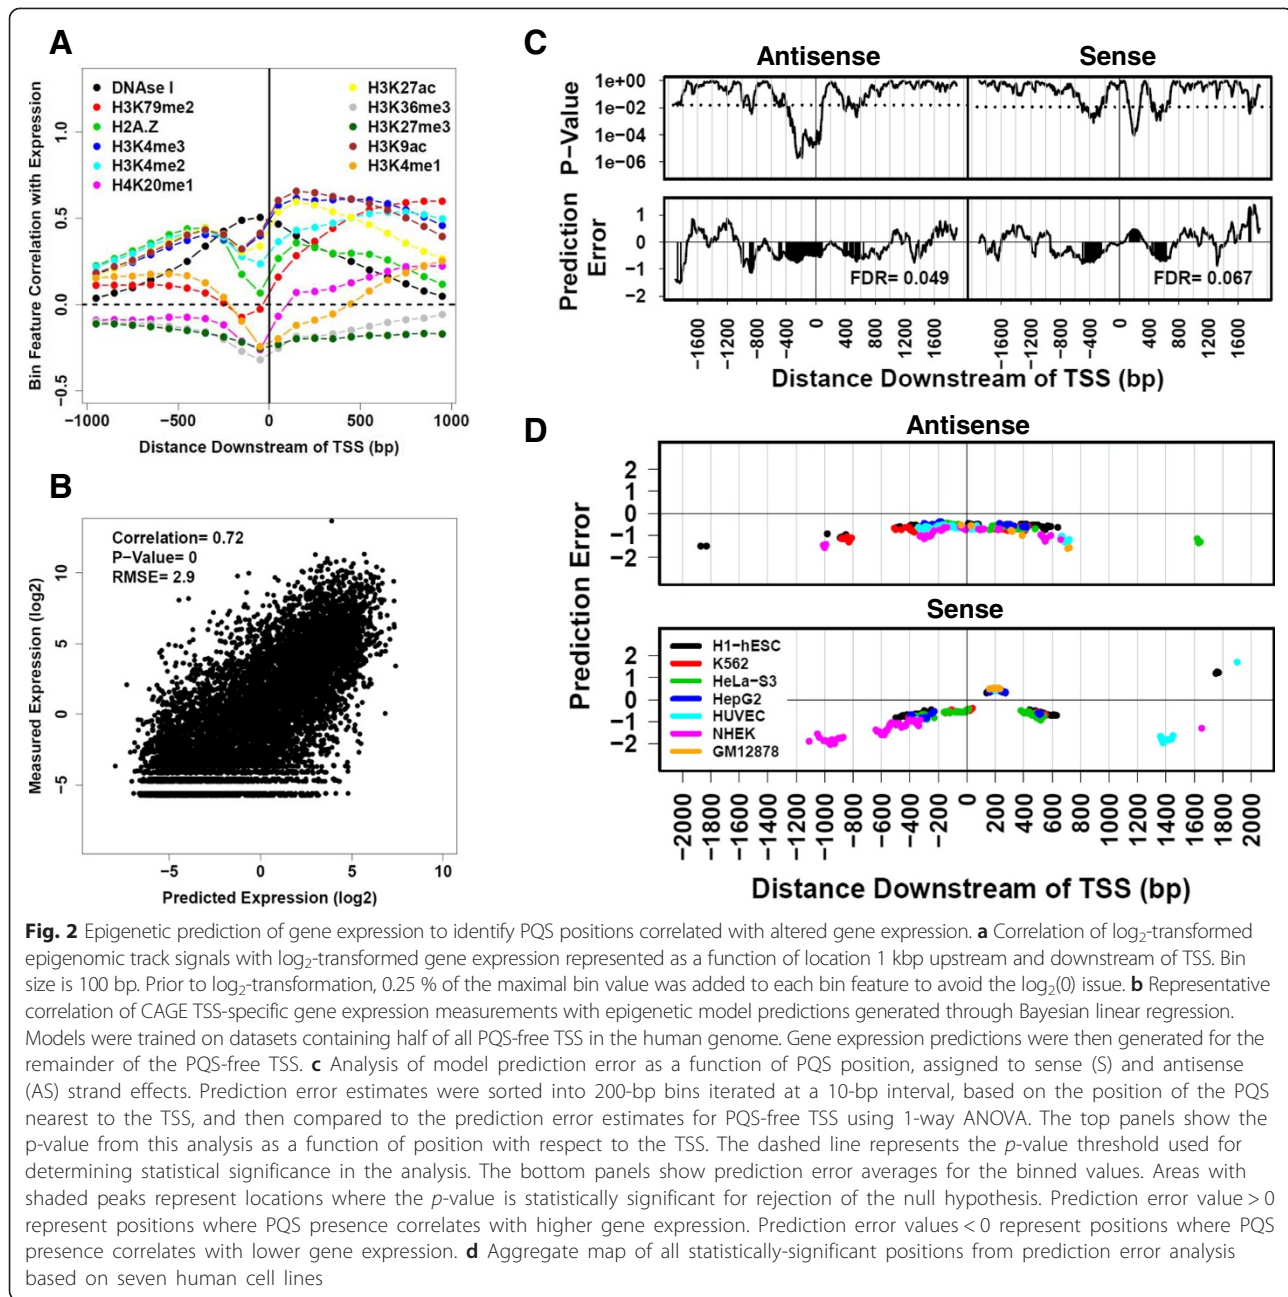 A
DNAse I
H3K79me2
H2A.Z
H3K4me3
H3K4me2
H4K20me1
H3K27ac
H3K36me3
H3K27me3
H3K9ac
H3K4me1
Bin Feature Correlation with Expression
1.0
0.5
0.0
−0.5
−1000
−500
0
500
1000
Distance Downstream of TSS (bp)
B
Correlation= 0.72
P−Value= 0
RMSE= 2.9
Measured Expression (log2)
10
5
0
−5
−5
0
5
10
Predicted Expression (log2)
C
Antisense
Sense
P−Value
1e+00
1e−02
1e−04
1e−06
Prediction
Error
1
0
−1
−2
FDR= 0.049
FDR= 0.067
−1600
−1200
−800
−400
0
400
800
1200
1600
−1600
−1200
−800
−400
0
400
800
1200
1600
Distance Downstream of TSS (bp)
D
Antisense
2
1
0
−1
−2
Prediction Error
Sense
H1−hESC
K562
HeLa−S3
HepG2
HUVEC
NHEK
GM12878
2
1
0
−1
−2
−2000
−1800
−1600
−1400
−1200
−1000
−800
−600
−400
−200
0
200
400
600
800
1000
1200
1400
1600
1800
2000
Distance Downstream of TSS (bp)
Fig. 2 Epigenetic prediction of gene expression to identify PQS positions correlated with altered gene expression. a Correlation of log2-transformed
epigenomic track signals with log2-transformed gene expression represented as a function of location 1 kbp upstream and downstream of TSS. Bin
size is 100 bp. Prior to log2-transformation, 0.25 % of the maximal bin value was added to each bin feature to avoid the log2(0) issue. b Representative
correlation of CAGE TSS-specific gene expression measurements with epigenetic model predictions generated through Bayesian linear regression.
Models were trained on datasets containing half of all PQS-free TSS in the human genome. Gene expression predictions were then generated for the
remainder of the PQS-free TSS. c Analysis of model prediction error as a function of PQS position, assigned to sense (S) and antisense
(AS) strand effects. Prediction error estimates were sorted into 200-bp bins iterated at a 10-bp interval, based on the position of the PQS
nearest to the TSS, and then compared to the prediction error estimates for PQS-free TSS using 1-way ANOVA. The top panels show the
p-value from this analysis as a function of position with respect to the TSS. The dashed line represents the p-value threshold used for
determining statistical significance in the analysis. The bottom panels show prediction error averages for the binned values. Areas with
shaded peaks represent locations where the p-value is statistically significant for rejection of the null hypothesis. Prediction error value > 0
represent positions where PQS presence correlates with higher gene expression. Prediction error values < 0 represent positions where PQS
presence correlates with lower gene expression. d Aggregate map of all statistically-significant positions from prediction error analysis
based on seven human cell lines